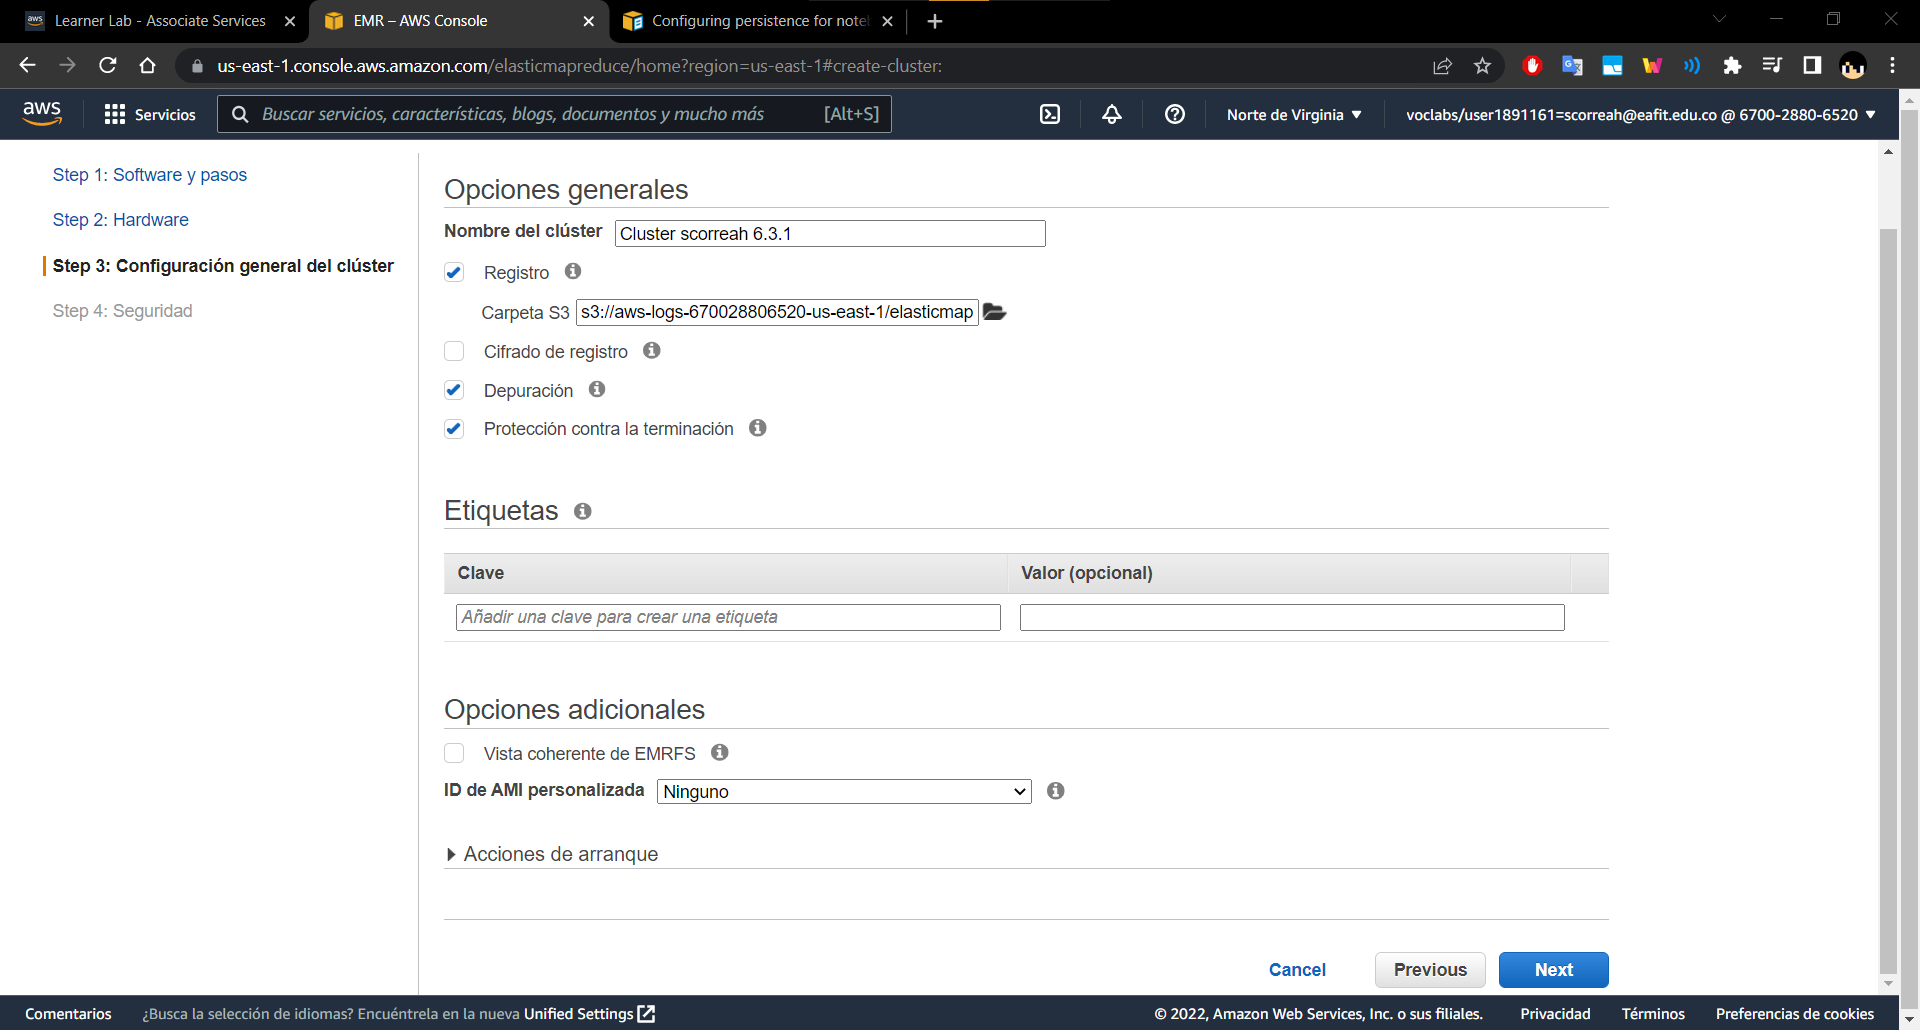 Learner Lab - Associate Services
EMR – AWS Console
Configuring persistence for note
us-east-1.console.aws.amazon.com/elasticmapreduce/home?region=us-east-1#create-cluster:
aws
Servicios
Buscar servicios, características, blogs, documentos y mucho más
[Alt+S]
Norte de Virginia
voclabs/user1891161=scorreah@eafit.edu.co @ 6700-2880-6520
Step 1: Software y pasos
Step 2: Hardware
Step 3: Configuración general del clúster
Step 4: Seguridad
Opciones generales
Nombre del clúster
Cluster scorreah 6.3.1
Registro
Carpeta S3
s3://aws-logs-670028806520-us-east-1/elasticmap
Cifrado de registro
Depuración
Protección contra la terminación
Etiquetas
Clave
Valor (opcional)
Añadir una clave para crear una etiqueta
Opciones adicionales
Vista coherente de EMRFS
ID de AMI personalizada
Ninguno
Acciones de arranque
Cancel
Previous
Next
Comentarios
¿Busca la selección de idiomas? Encuéntrela en la nueva Unified Settings
© 2022, Amazon Web Services, Inc. o sus filiales.
Privacidad
Términos
Preferencias de cookies